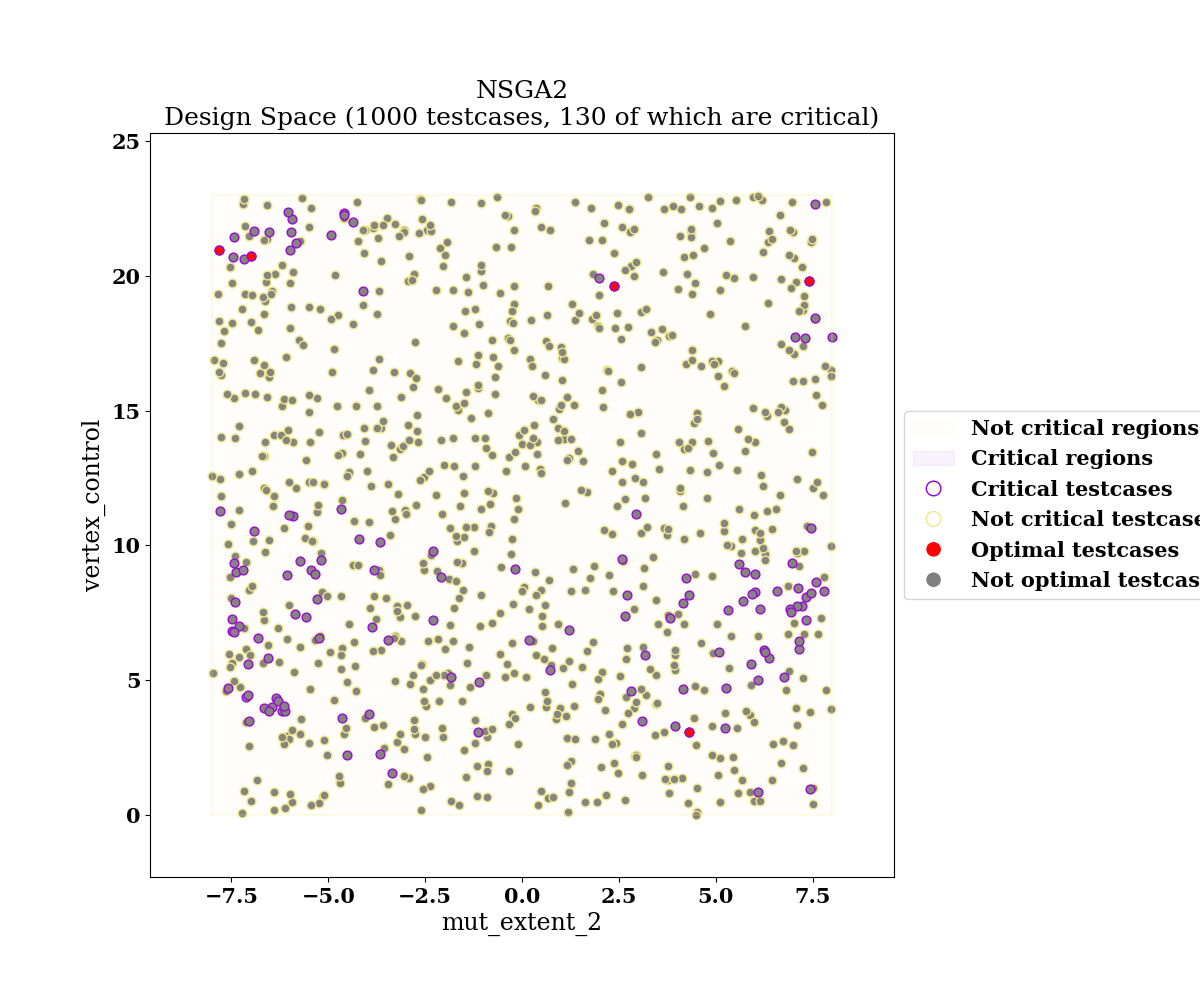 NSGA2
Design Space (1000 testcases, 130 of which are critical)
25
20
15
10
5
0
vertex_control
−7.5
−5.0
−2.5
0.0
2.5
5.0
7.5
mut_extent_2
Not critical regions
Critical regions
Critical testcases
Not critical testcase
Optimal testcases
Not optimal testcas